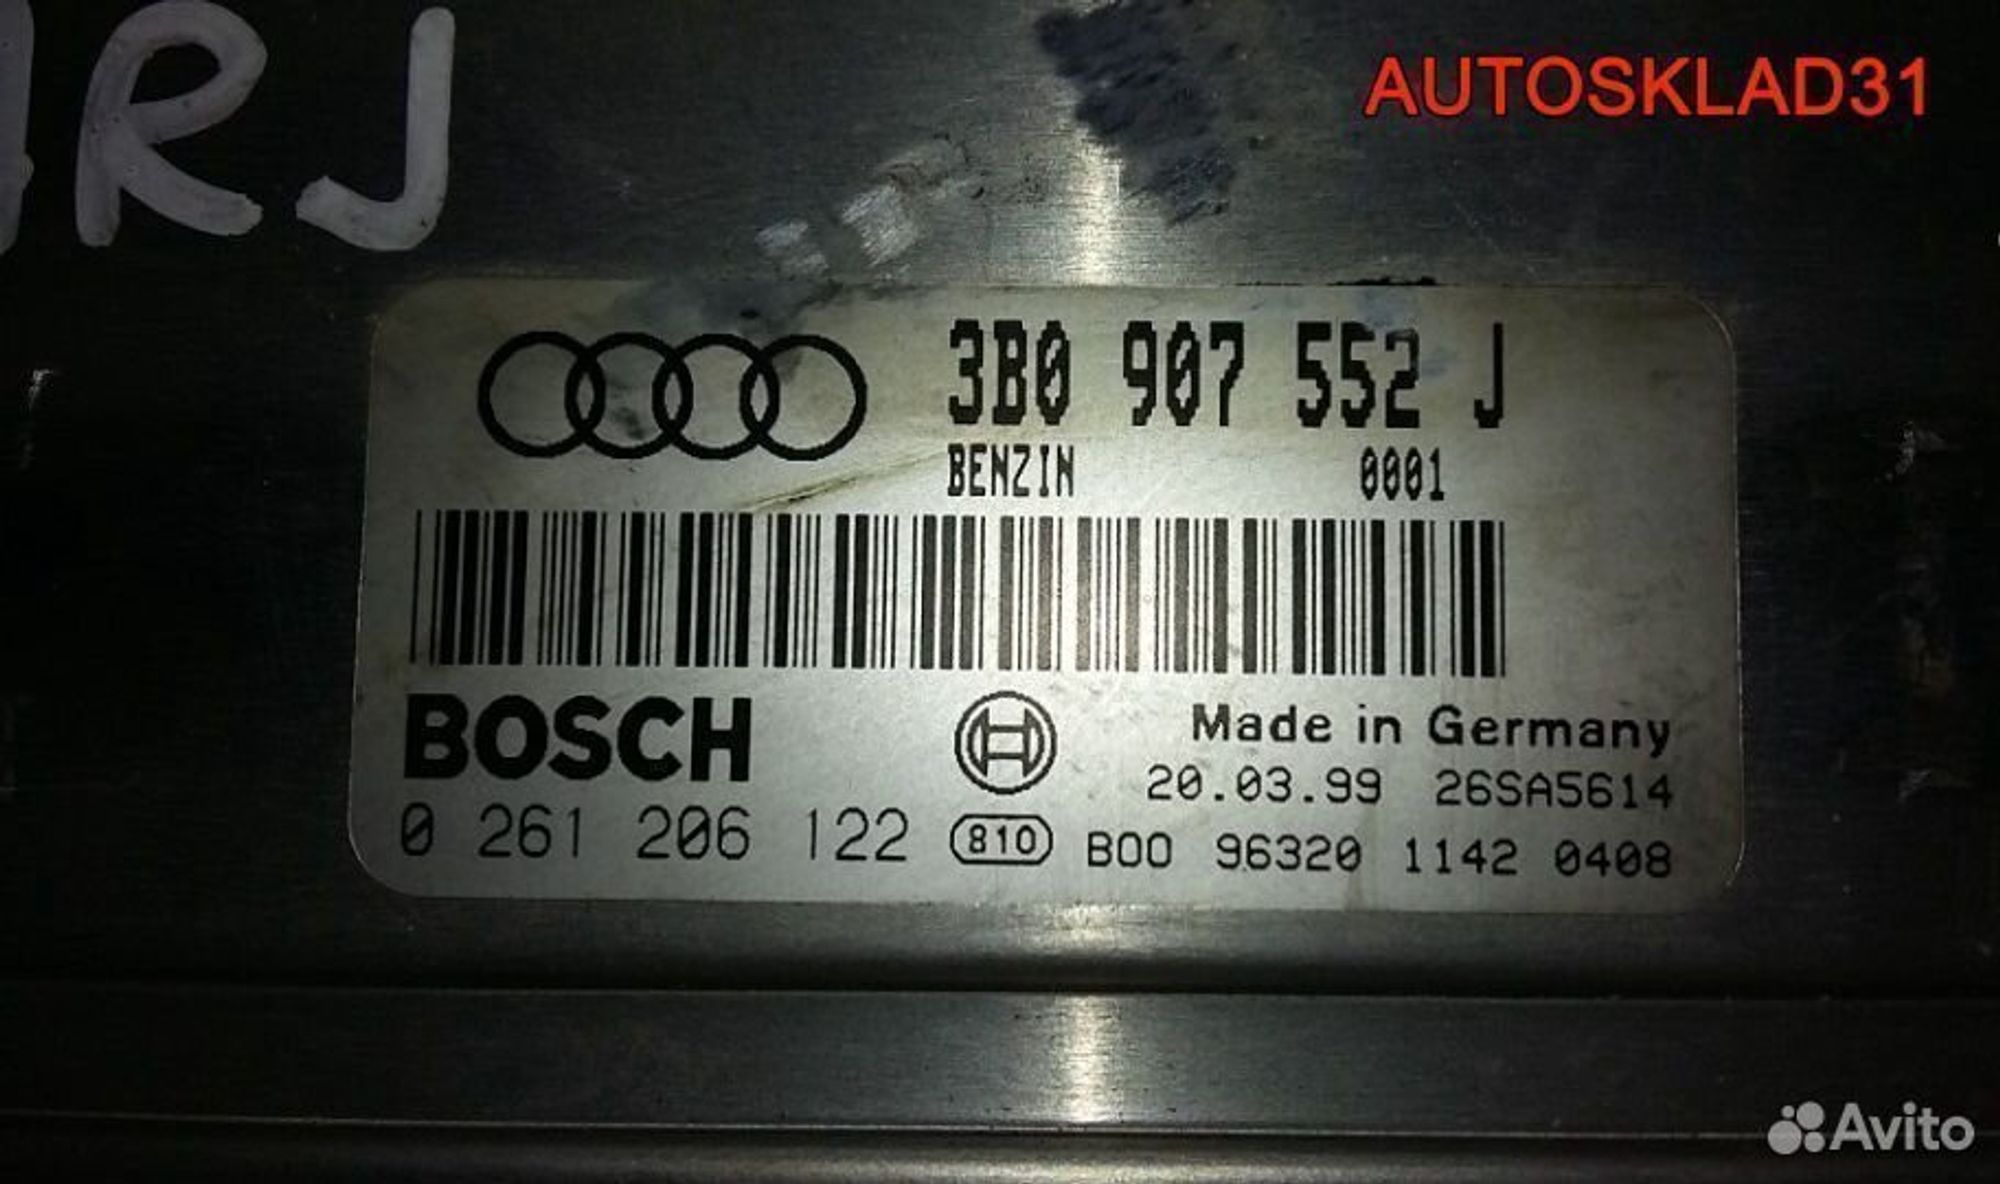 ARJ
AUTOSKLAD31
3B0 907 552 J
BENZIN 0001
BOSCH
Made in Germany
20.03.99 26SA5614
0 261 206 122 810 B00 96320 1142 0408
Avito